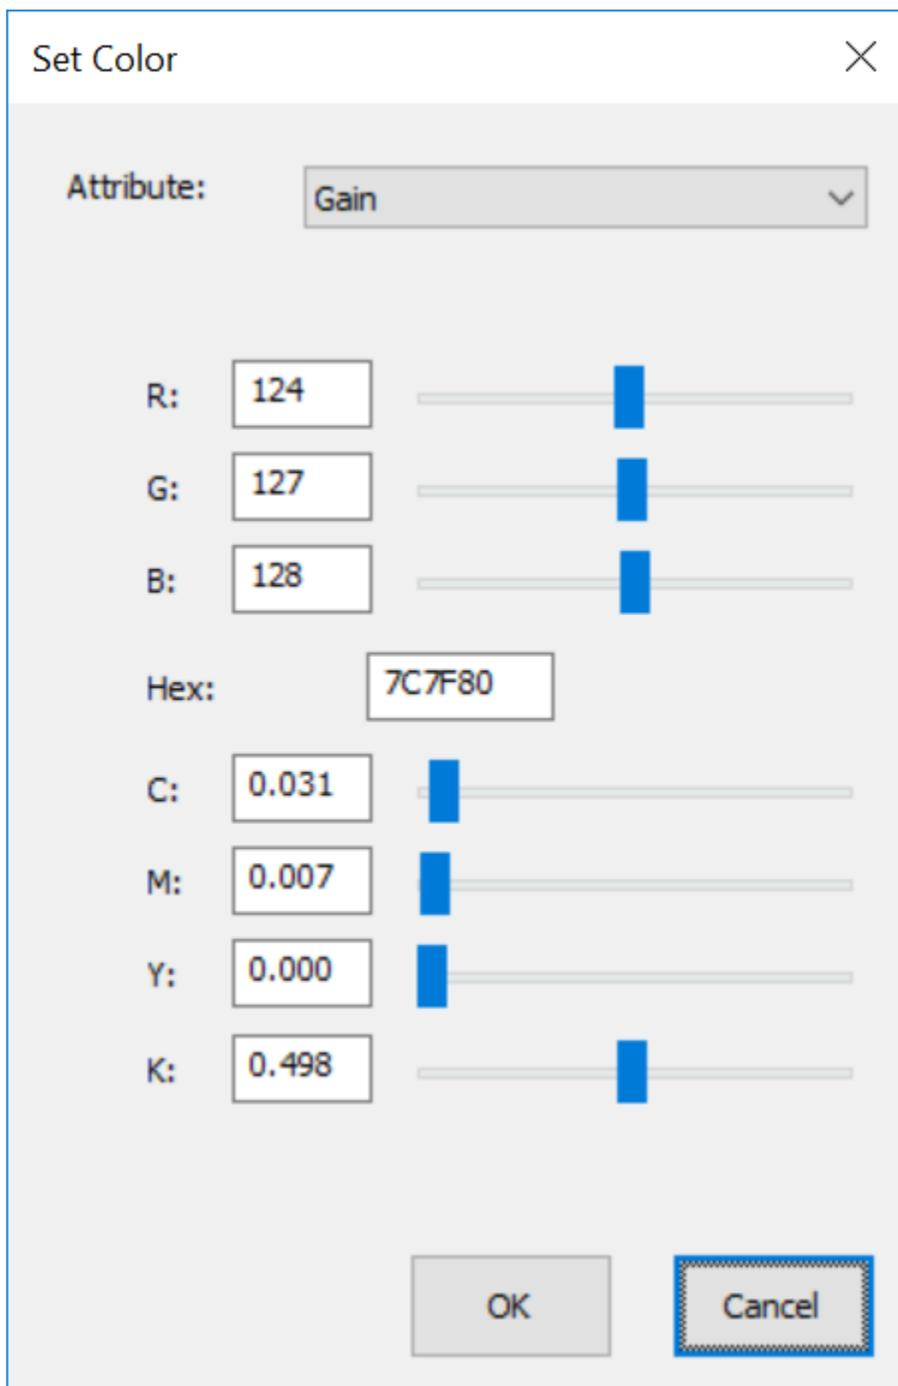 Set Color
Attribute: Gain
R: 124
G: 127
B: 128
Hex: 7C7F80
C: 0.031
M: 0.007
Y: 0.000
K: 0.498
OK Cancel